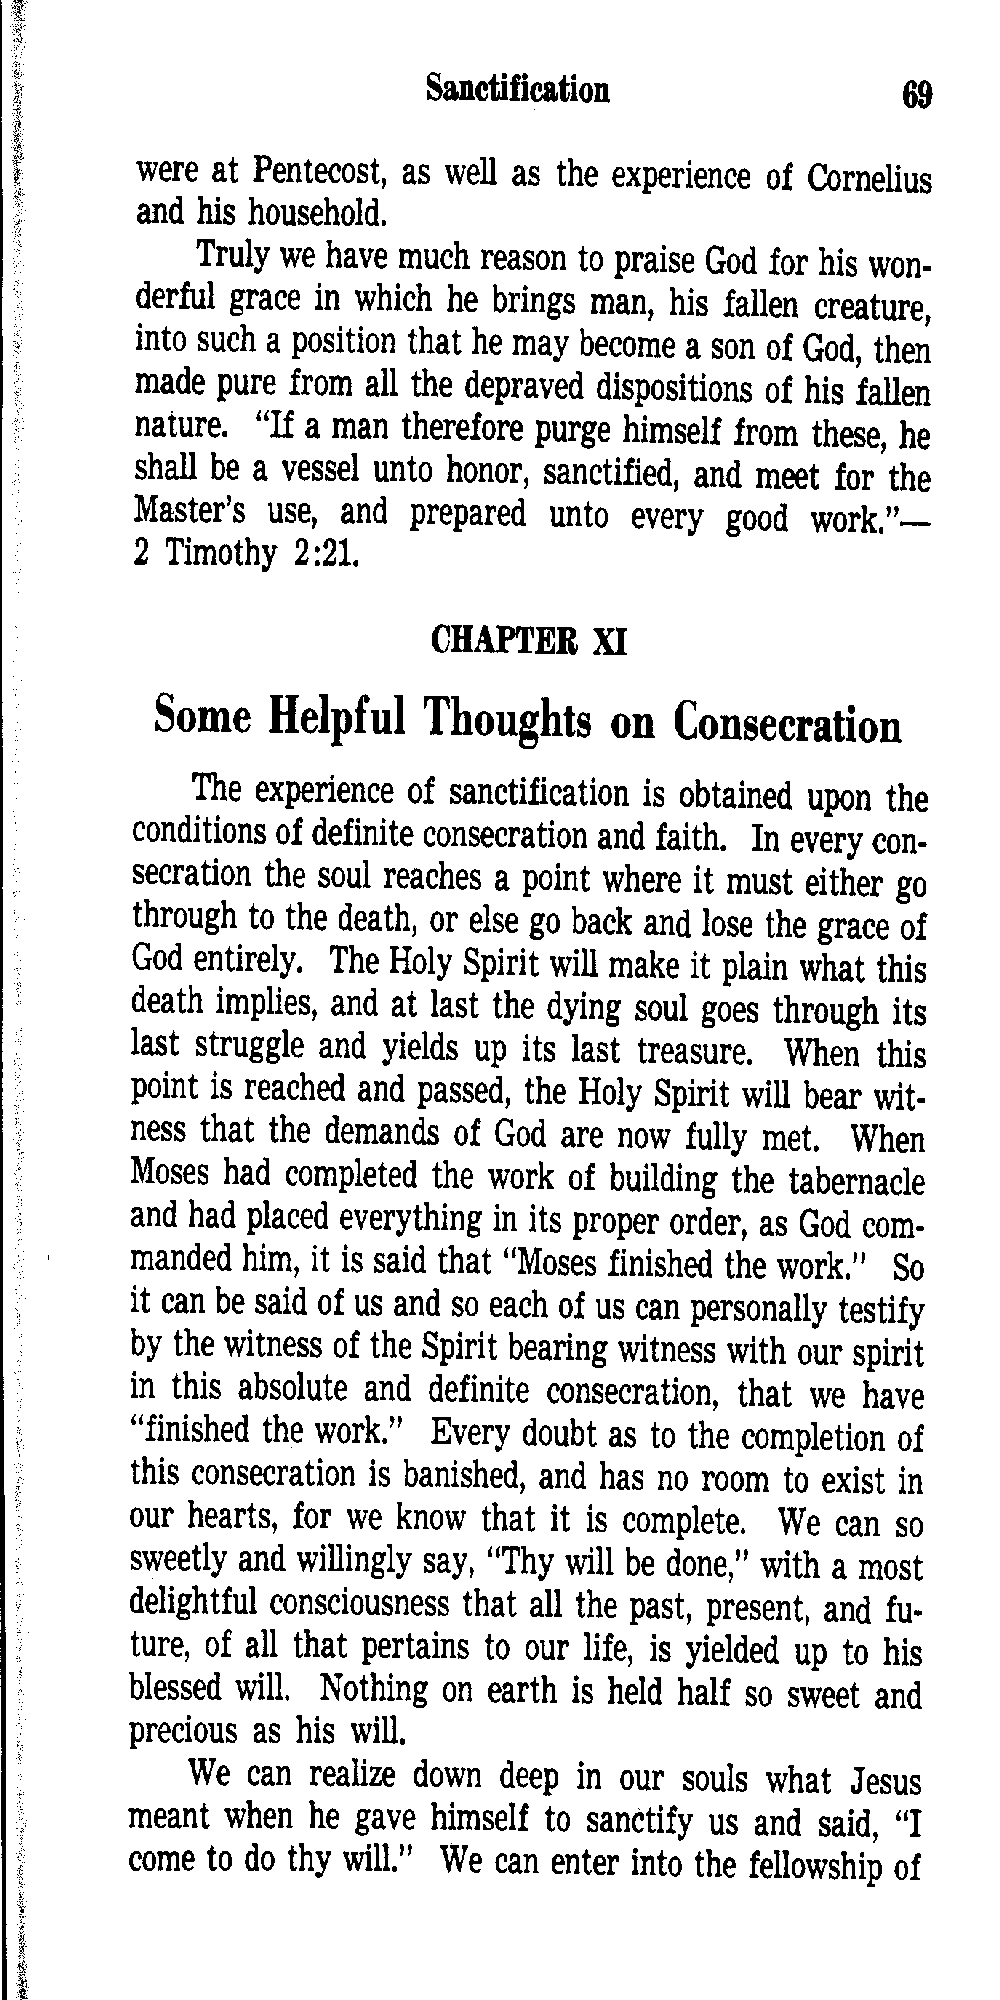 Sanctification 69
were at Pentecost, as well as the experience of Cornelius
and his household.
Truly we have much reason to praise God for his won-
derful grace in which he brings man, his fallen creature,
into such a position that he may become a son of God, then
made pure from all the depraved dispositions of his fallen
nature. “If a man therefore purge himself from these, he
shall be a vessel unto honor, sanctified, and meet for the
Master’s use, and prepared unto every good work.”—
2 Timothy 2:21.
CHAPTER XI
Some Helpful Thoughts on Consecration
The experience of sanctification is obtained upon the
conditions of definite consecration and faith. In every con-
secration the soul reaches a point where it must either go
through to the death, or else go back and lose the grace of
God entirely. The Holy Spirit will make it plain what this
death implies, and at last the dying soul goes through its
last struggle and yields up its last treasure. When this
point is reached and passed, the Holy Spirit will bear wit-
ness that the demands of God are now fully met. When
Moses had completed the work of building the tabernacle
and had placed everything in its proper order, as God com-
manded him, it is said that “Moses finished the work.” So
it can be said of us and so each of us can personally testify
by the witness of the Spirit bearing witness with our spirit
in this absolute and definite consecration, that we have
“finished the work.” Every doubt as to the completion of
this consecration is banished, and has no room to exist in
our hearts, for we know that it is complete. We can so
sweetly and willingly say, “Thy will be done,” with a most
delightful consciousness that all the past, present, and fu-
ture, of all that pertains to our life, is yielded up to his
blessed will. Nothing on earth is held half so sweet and
precious as his will.
We can realize down deep in our souls what Jesus
meant when he gave himself to sanctify us and said, “I
come to do thy will.” We can enter into the fellowship of